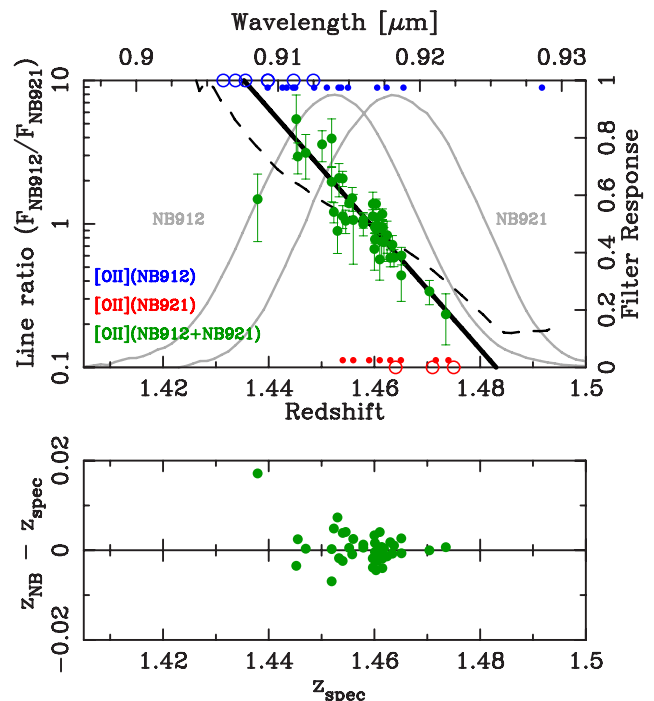 Wavelength [μm]
0.9 0.91 0.92 0.93
Line ratio (F_NB912/F_NB921)
10
1
0.1
NB912
NB921
[OII](NB912)
[OII](NB921)
[OII](NB912+NB921)
1
0.8
0.6
0.4
0.2
0
Filter Response
1.42 1.44 1.46 1.48 1.5
Redshift
z_NB − z_spec
0.02
0
−0.02
1.42 1.44 1.46 1.48 1.5
z_spec